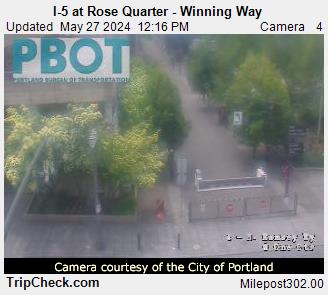 I-5 at Rose Quarter - Winning Way
Updated May 27 2024 12:16 PM Camera 4
PBOT
PORTLAND BUREAU OF TRANSPORTATION
Camera courtesy of the City of Portland
TripCheck.com Milepost302.00